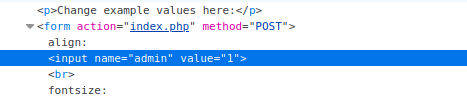 <p>Change example values here:</p>
<form action="index.php" method="POST">
align:
<input name="admin" value="1">
<br>
fontsize: